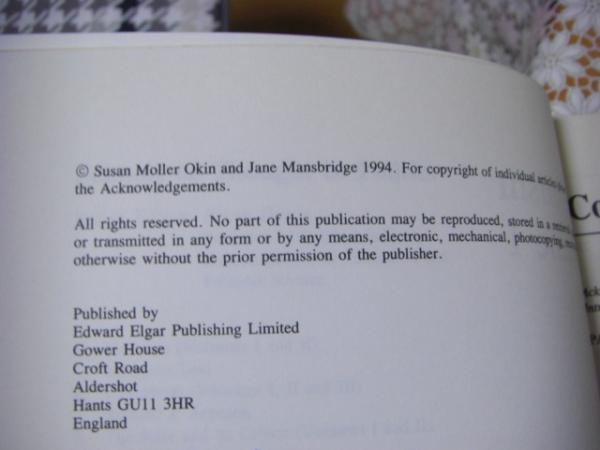 © Susan Moller Okin and Jane Mansbridge 1994. For copyright of individual articles
the Acknowledgements.
All rights reserved. No part of this publication may be reproduced, stored in a
or transmitted in any form or by any means, electronic, mechanical, photocopying,
otherwise without the prior permission of the publisher.
Published by
Edward Elgar Publishing Limited
Gower House
Croft Road
Aldershot
Hants GU11 3HR
England